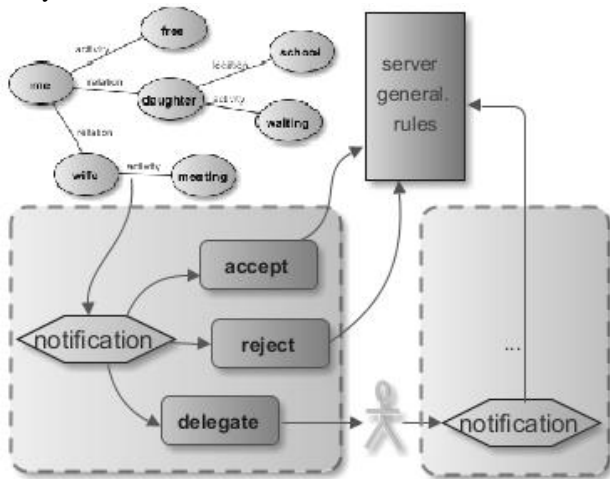 free
activity
me
relation
daughter
location
school
activity
waiting
relation
wife
activity
meeting
server
general.
rules
notification
accept
reject
delegate
...
notification